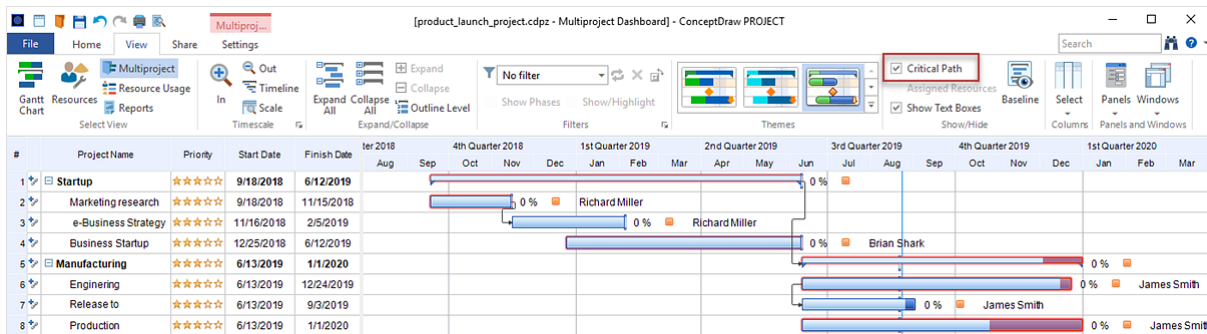 Multiproj...
[product_launch_project.cdpz - Multiproject Dashboard] - ConceptDraw PROJECT
File Home View Share Settings Search
Gantt Chart
Resources
Multiproject
Resource Usage
Reports
Select View
In
Out
Timeline
Scale
Timescale
Expand All
Collapse All
Expand
Collapse
Outline Level
Expand/Collapse
No filter
Show Phases Show/Highlight
Filters
Themes
Critical Path
Assigned Resources
Show Text Boxes
Baseline
Show/Hide
Select
Columns
Panels Windows
Panels and Windows
# Project Name Priority Start Date Finish Date
ter 2018 4th Quarter 2018 1st Quarter 2019 2nd Quarter 2019 3rd Quarter 2019 4th Quarter 2019 1st Quarter 2020
Aug Sep Oct Nov Dec Jan Feb Mar Apr May Jun Jul Aug Sep Oct Nov Dec Jan Feb Mar
1 Startup 9/18/2018 6/12/2019 0 %
2 Marketing research 9/18/2018 11/15/2018 0 % Richard Miller
3 e-Business Strategy 11/16/2018 2/5/2019 0 % Richard Miller
4 Business Startup 12/25/2018 6/12/2019 0 % Brian Shark
5 Manufacturing 6/13/2019 1/1/2020 0 %
6 Enginering 6/13/2019 12/24/2019 0 % James Smith
7 Release to 6/13/2019 9/3/2019 0 % James Smith
8 Production 6/13/2019 1/1/2020 0 % James Smit